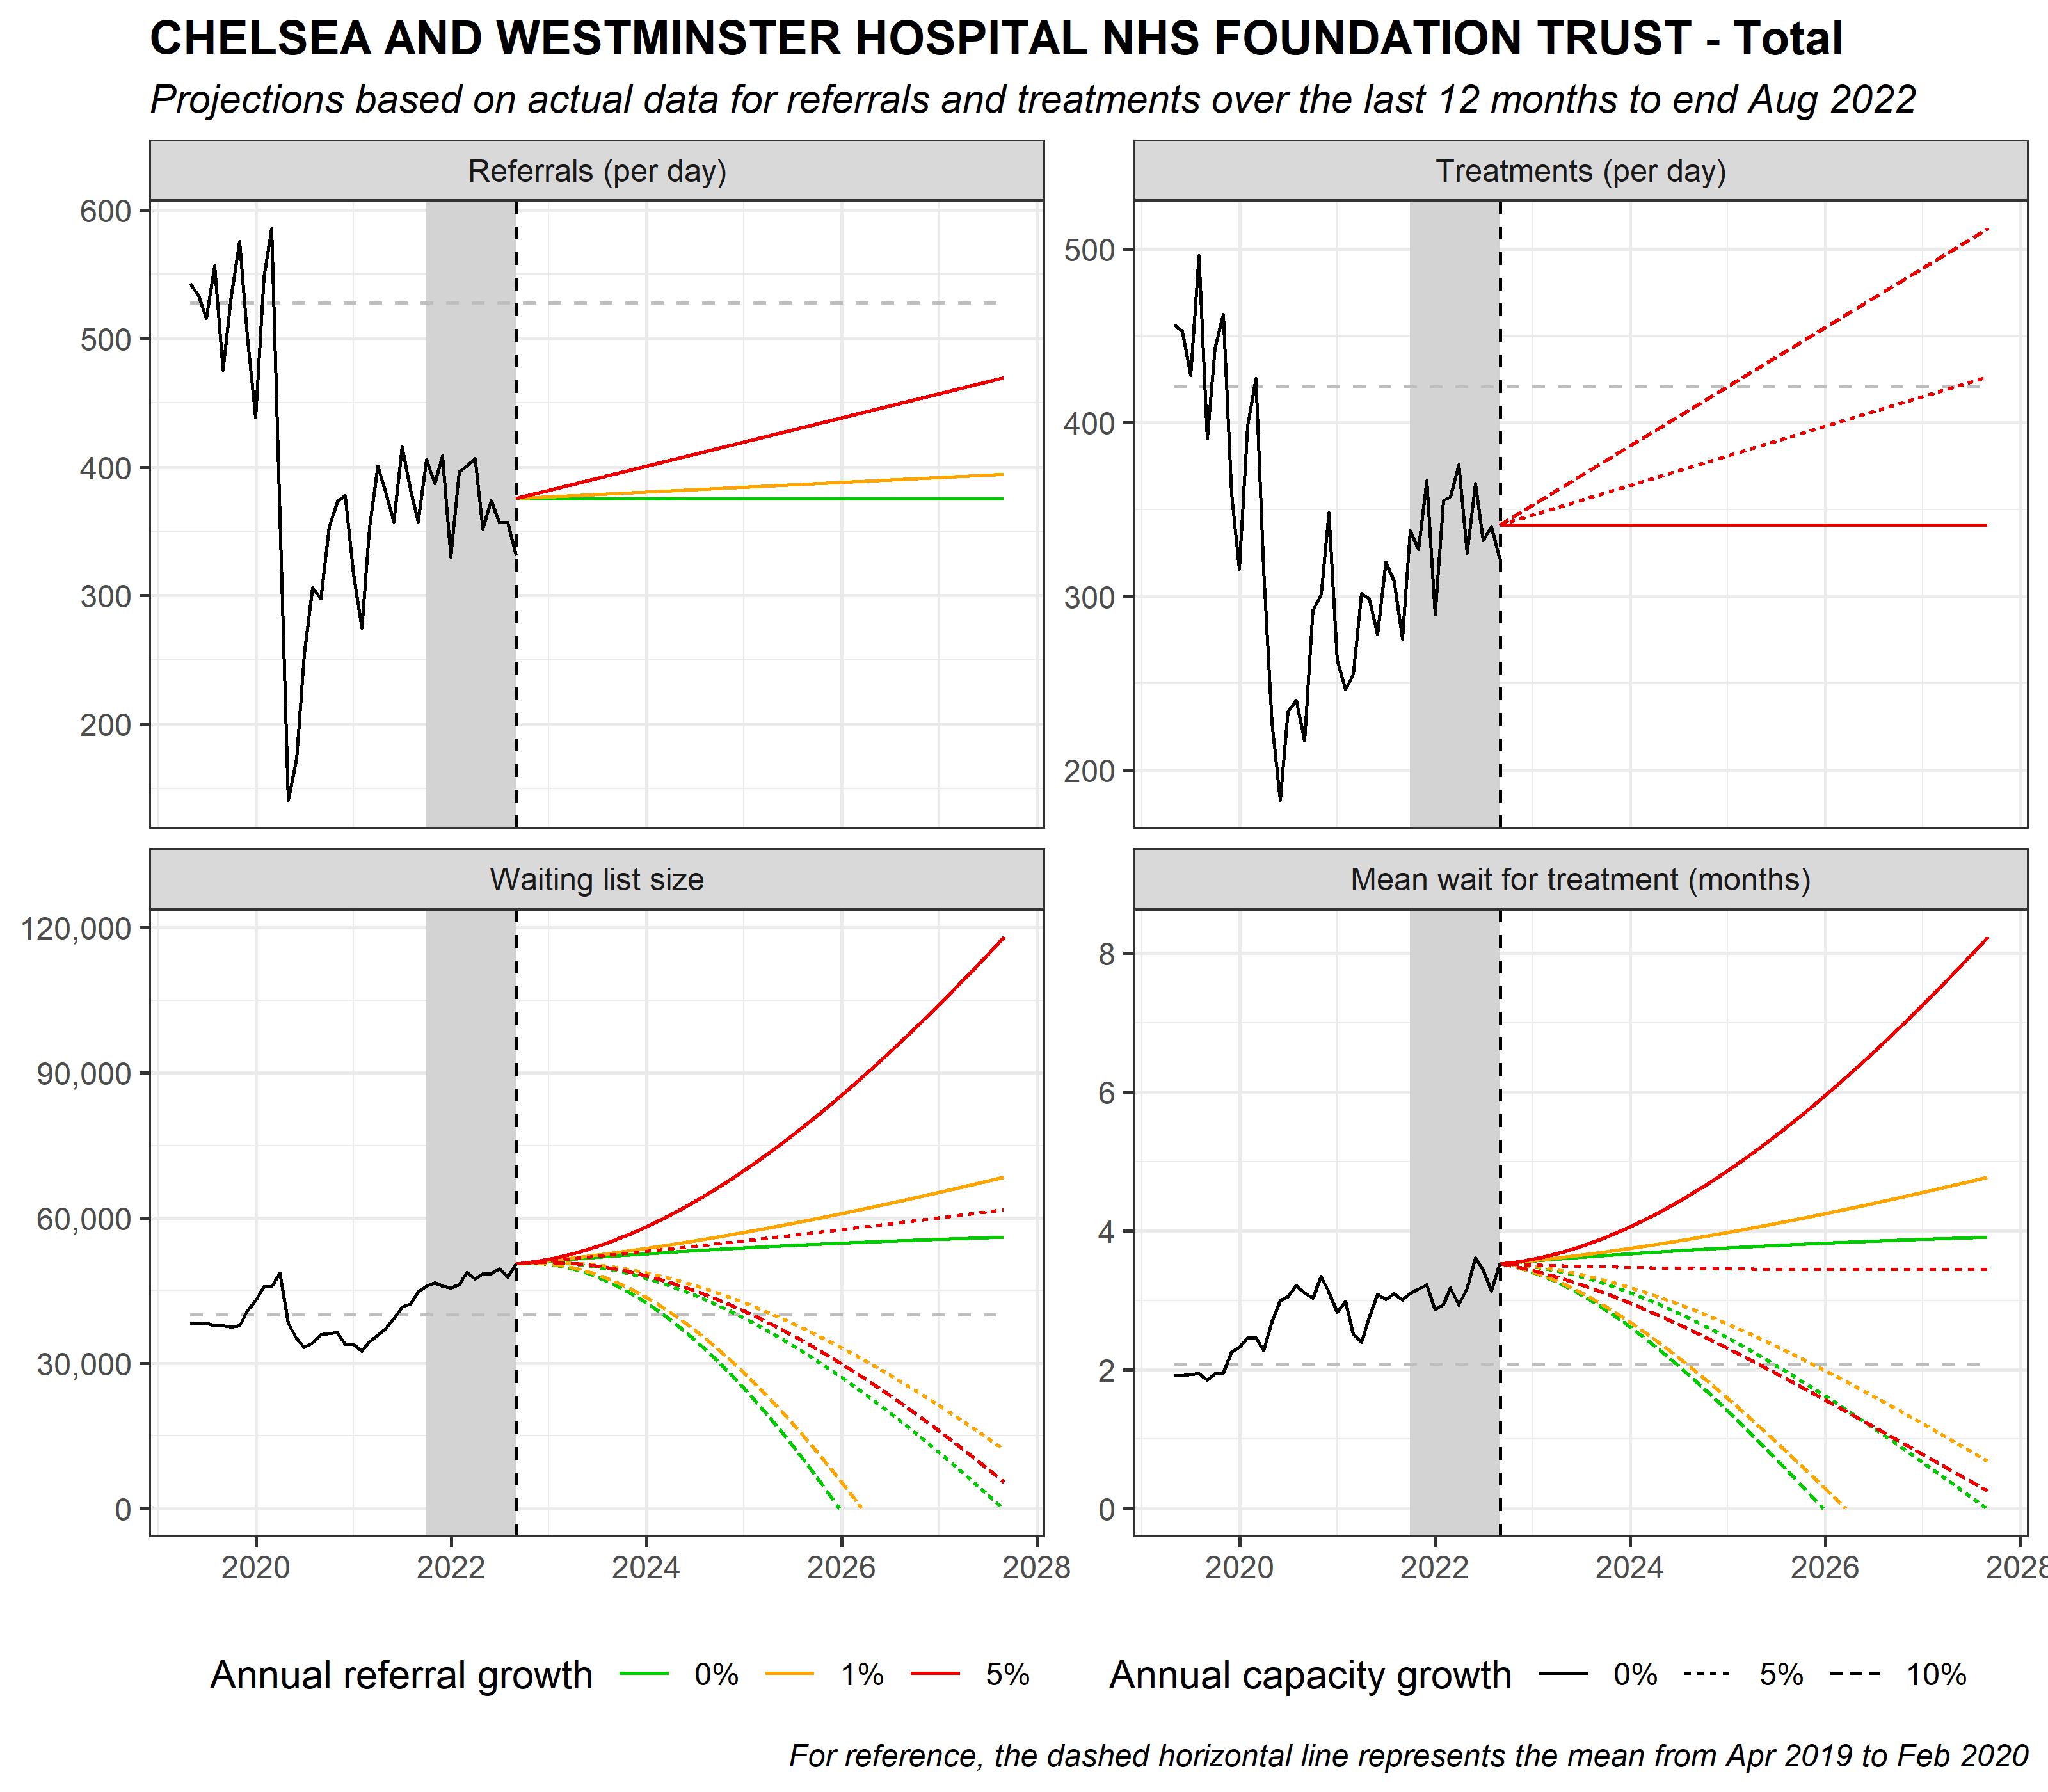 CHELSEA AND WESTMINSTER HOSPITAL NHS FOUNDATION TRUST - Total
Projections based on actual data for referrals and treatments over the last 12 months to end Aug 2022
Referrals (per day)
600
500
400
300
200
Treatments (per day)
500
400
300
200
Waiting list size
120,000
90,000
60,000
30,000
0
2020 2022 2024 2026 2028
Mean wait for treatment (months)
8
6
4
2
0
2020 2022 2024 2026 2028
Annual referral growth 0% 1% 5%
Annual capacity growth 0% 5% 10%
For reference, the dashed horizontal line represents the mean from Apr 2019 to Feb 2020